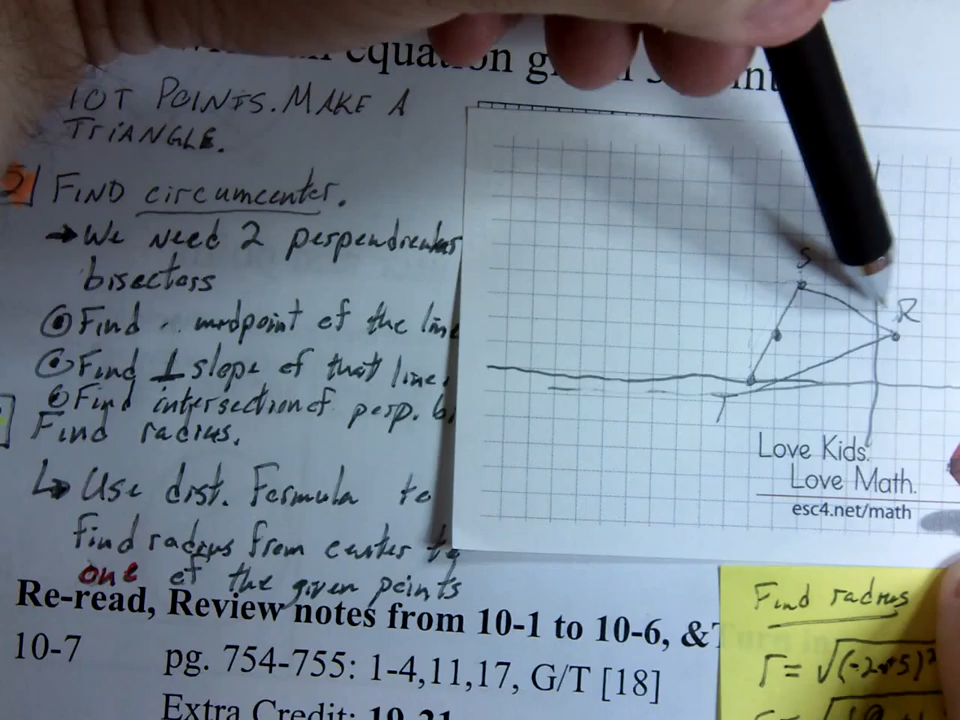 equation
POINTS. MAKE A
TRIANGLE.
FIND circumcenter.
→ We need 2 perpendicular
bisectors
Find midpoint of the line
Find ⊥ slope of that line.
Find intersection of perp. b
Find radius.
↳ Use dist. Formula to
find radius from center to
one of the given points
S
R
T
Love Kids.
Love Math.
esc4.net/math
Re-read, Review notes from 10-1 to 10-6, &
10-7
pg. 754-755: 1-4,11,17, G/T [18]
Extra Credit: 19-21
Find radius